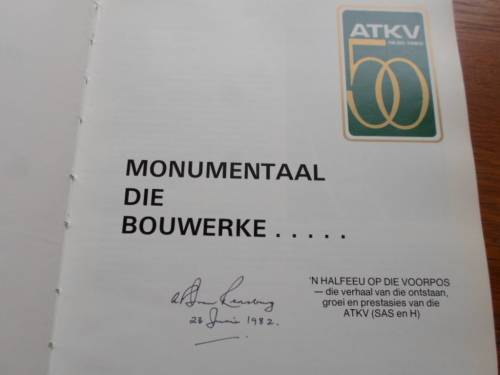 ATKV
50
MONUMENTAAL
DIE
BOUWERKE . . . . .
'N HALFEEU OP DIE VOORPOS
— die verhaal van die ontstaan,
groei en prestasies van die
ATKV (SAS en H)
23 Junie 1982.